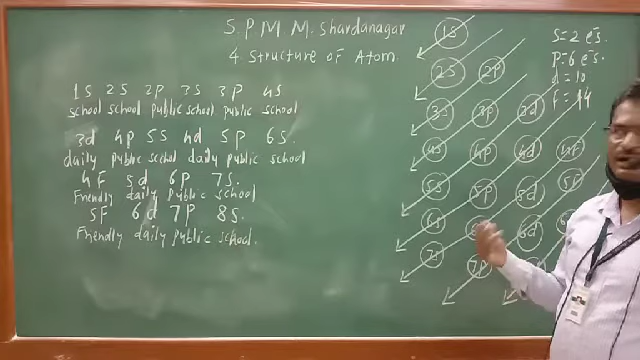 S.P.M.M. Shardanagar
4. Structure of Atom.
1S 2S 2p 3s 3p 4s
school school public school public school
3d 4p 5s 4d 5p 6s.
daily public school daily public school
4F 5d 6p 7s.
Friendly daily public school
5F 6d 7p 8s.
Friendly daily public school.
1S
2S 2p
3s 3p 3d
4s 4p 4d 4F
5s 5p 5d 5F
6s 6d
7s 7p
S=2 es.
p=6 es.
d=10
F=14